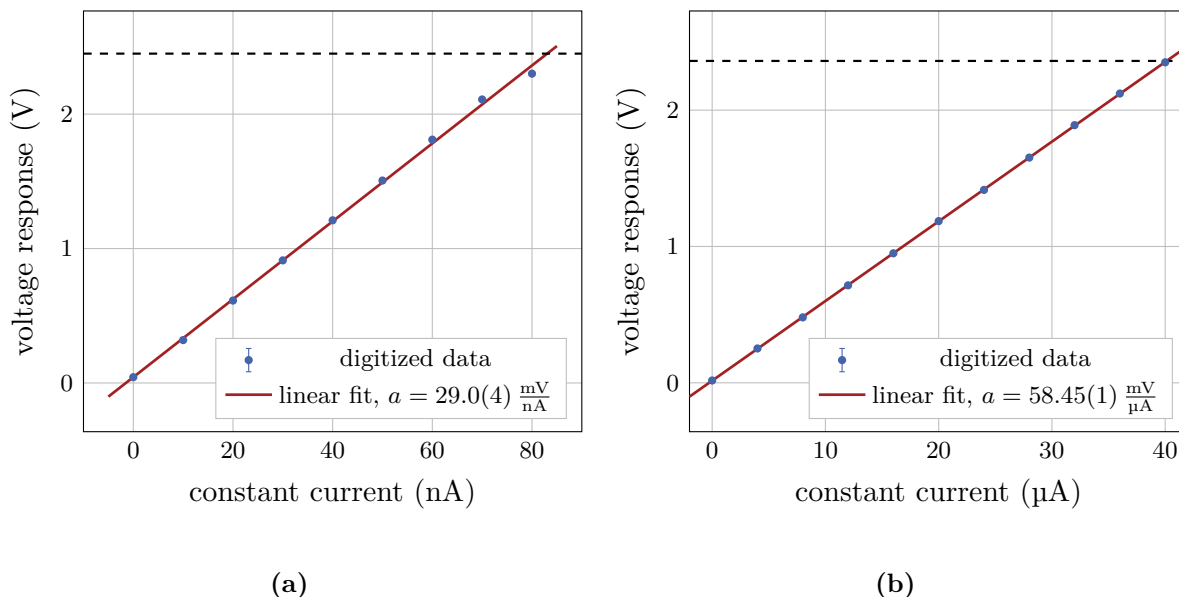 voltage response (V)
2
1
0
digitized data
linear fit, a = 29.0(4) mV/nA
0 20 40 60 80
constant current (nA)
(a)
voltage response (V)
2
1
0
digitized data
linear fit, a = 58.45(1) mV/µA
0 10 20 30 40
constant current (µA)
(b)